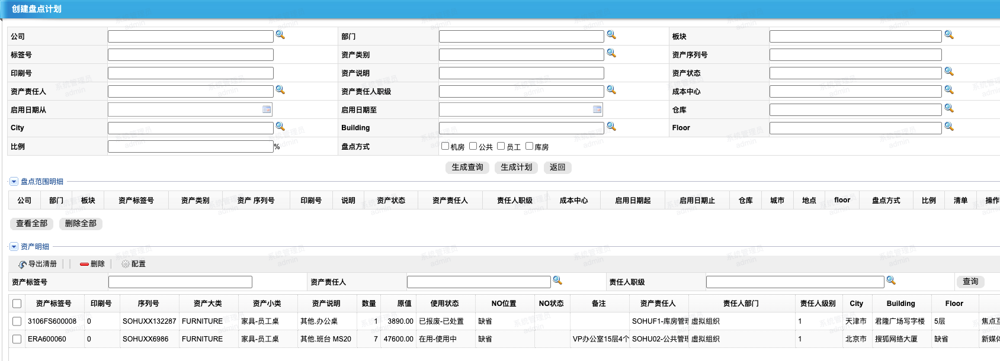 创建盘点计划
公司 部门 板块
标签号 资产类别 资产序列号
印刷号 资产说明 资产状态
资产责任人 资产责任人职级 成本中心
启用日期从 启用日期至 仓库
City Building Floor
比例 % 盘点方式 机房 公共 员工 库房
生成查询 生成计划 返回
盘点范围明细
公司 部门 板块 资产标签号 资产类别 资产 序列号 印刷号 说明 资产状态 资产责任人 责任人职级 成本中心 启用日期起 启用日期止 仓库 城市 地点 floor 盘点方式 比例 清单 操作
查看全部 删除全部
资产明细
导出清册 删除 配置
资产标签号 资产责任人 责任人职级 查询
资产标签号 印刷号 序列号 资产大类 资产小类 资产说明 数量 原值 使用状态 NO位置 NO状态 备注 资产责任人 责任人部门 责任人级别 City Building Floor
3106FS600008 0 SOHUXX132287 FURNITURE 家具-员工桌 其他.办公桌 1 3890.00 已报废-已处置 缺省 SOHUF1-库房管理 虚拟组织 1 天津市 君隆广场写字楼 5层 焦点互
ERA600060 0 SOHUXX6986 FURNITURE 家具-员工桌 其他.班台 MS20 7 47600.00 在用-使用中 缺省 VP办公室15层4个 SOHU02-公共管理 虚拟组织 1 北京市 搜狐网络大厦 缺省 新媒体
系统管理员
admin